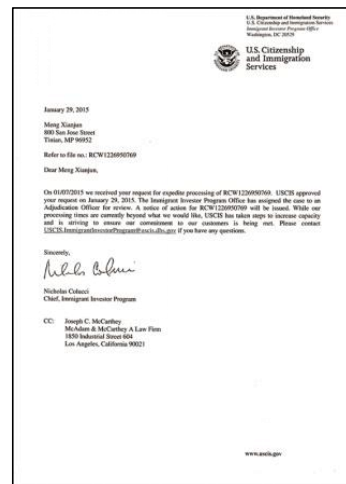 U.S. Department of Homeland Security
U.S. Citizenship and Immigration Services
Immigrant Investor Program Office
Washington, DC 20529
U.S. Citizenship
and Immigration
Services
January 29, 2015
Meng Xianjun
800 San Jose Street
Tinian, MP 96952
Refer to file no.: RCW1226950769
Dear Meng Xianjun,
On 01/07/2015 we received your request for expedite processing of RCW1226950769. USCIS approved
your request on January 29, 2015. The Immigrant Investor Program Office has assigned the case to an
Adjudication Officer for review. A notice of action for RCW1226950769 will be issued. While our
processing times are currently beyond what we would like, USCIS has taken steps to increase capacity
and is striving to ensure our commitment to our customers is being met. Please contact
USCIS.ImmigrantInvestorProgram@uscis.dhs.gov if you have any questions.
Sincerely,
Nicholas Colucci
Nicholas Colucci
Chief, Immigrant Investor Program
CC: Joseph C. McCarthey
McAdam & McCarthey A Law Firm
1850 Industrial Street 604
Los Angeles, California 90021
www.uscis.gov